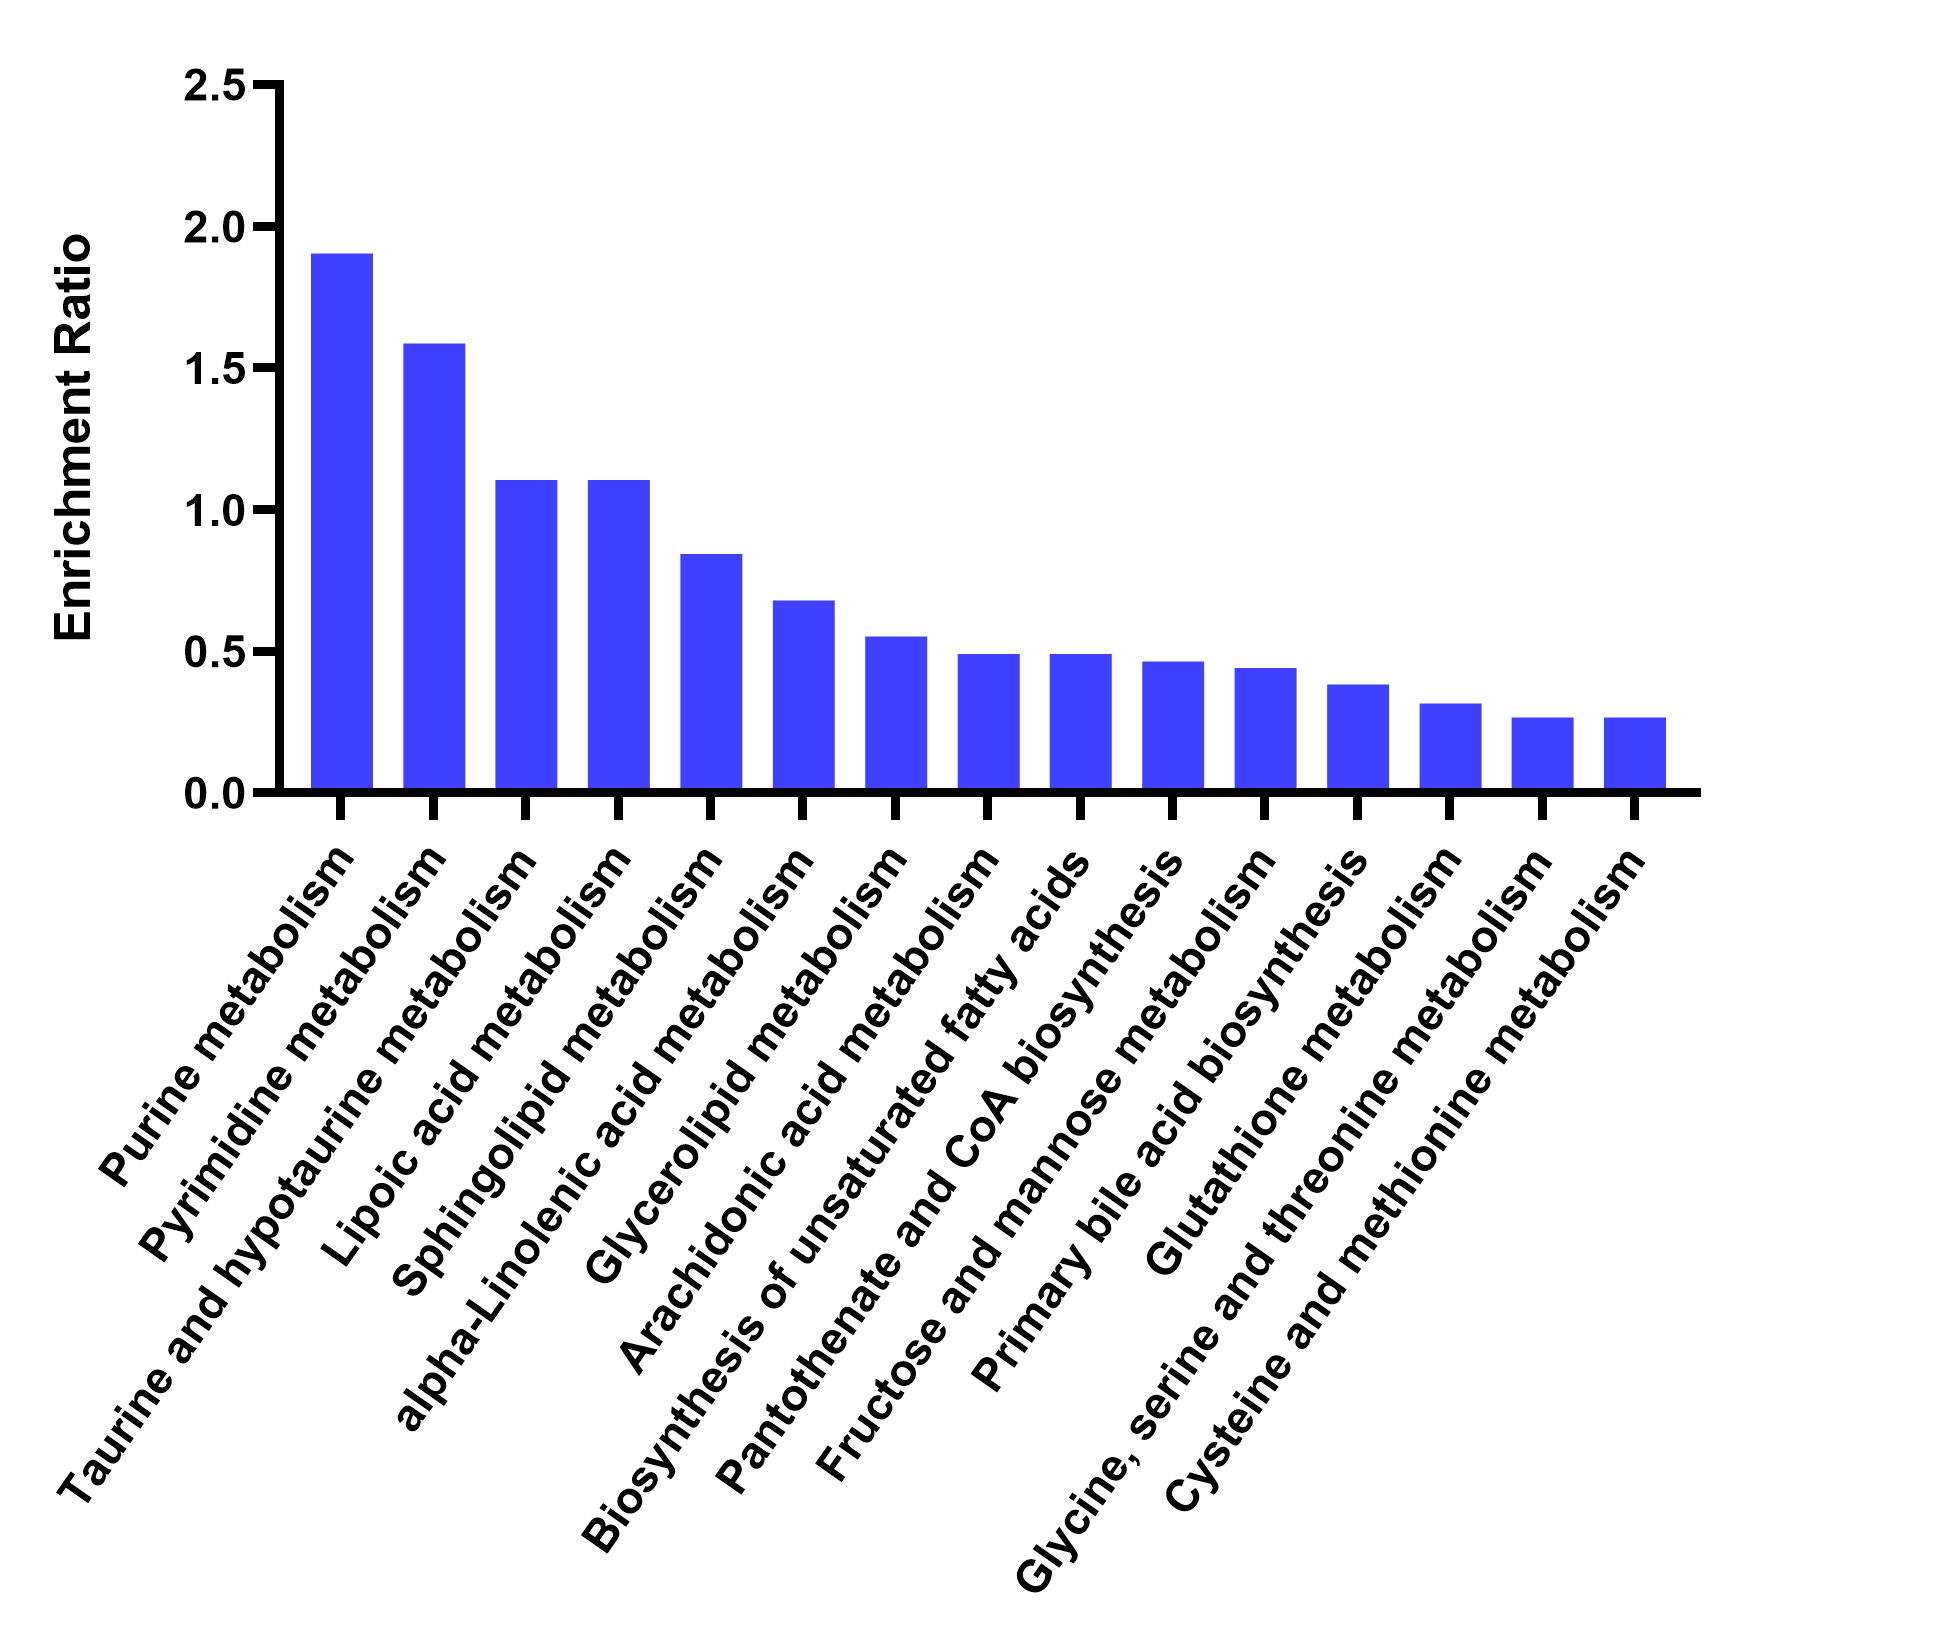 Enrichment Ratio
2.5
2.0
1.5
1.0
0.5
0.0
Purine metabolism
Pyrimidine metabolism
Taurine and hypotaurine metabolism
Lipoic acid metabolism
Sphingolipid metabolism
alpha-Linolenic acid metabolism
Glycerolipid metabolism
Arachidonic acid metabolism
Biosynthesis of unsaturated fatty acids
Pantothenate and CoA biosynthesis
Fructose and mannose metabolism
Primary bile acid biosynthesis
Glutathione metabolism
Glycine, serine and threonine metabolism
Cysteine and methionine metabolism